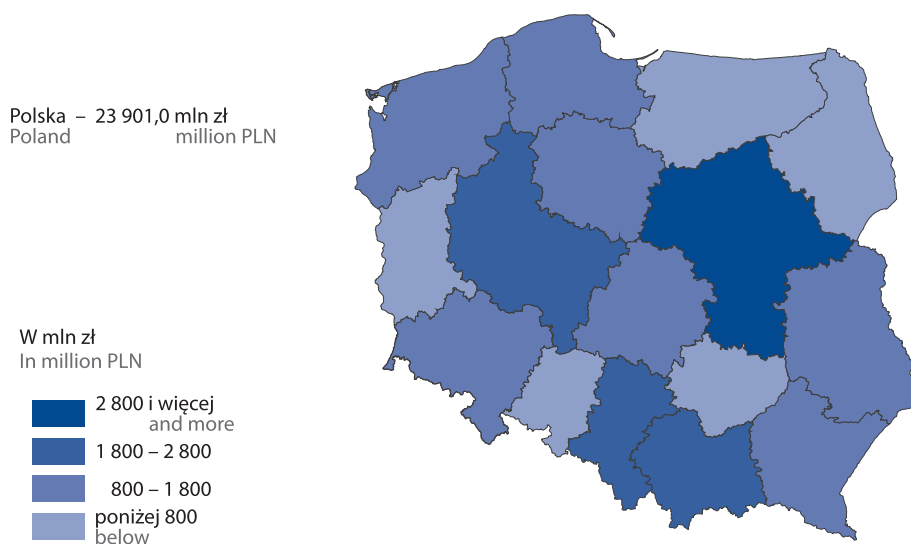 Polska – 23 901,0 mln zł
Poland million PLN
W mln zł
In million PLN
2 800 i więcej
and more
1 800 – 2 800
800 – 1 800
poniżej 800
below